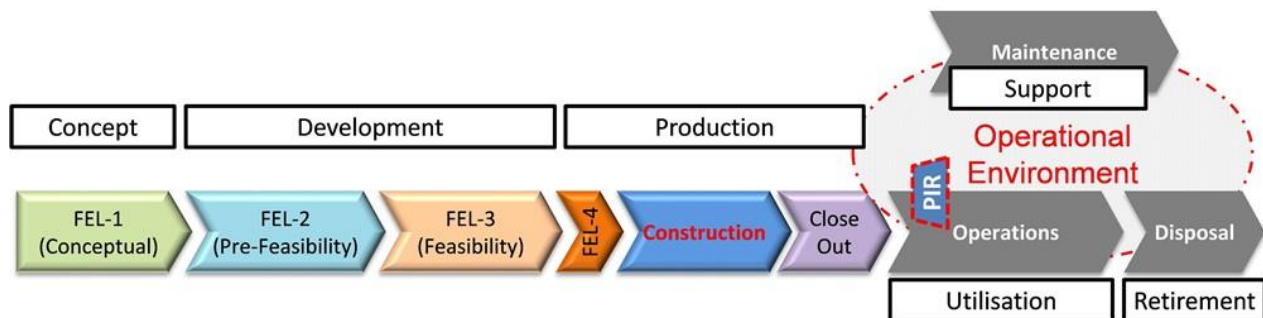 Maintenance
Support
Concept
Development
Production
Operational
Environment
FEL-1
(Conceptual)
FEL-2
(Pre-Feasibility)
FEL-3
(Feasibility)
FEL-4
Construction
Close
Out
PIR
Operations
Disposal
Utilisation
Retirement